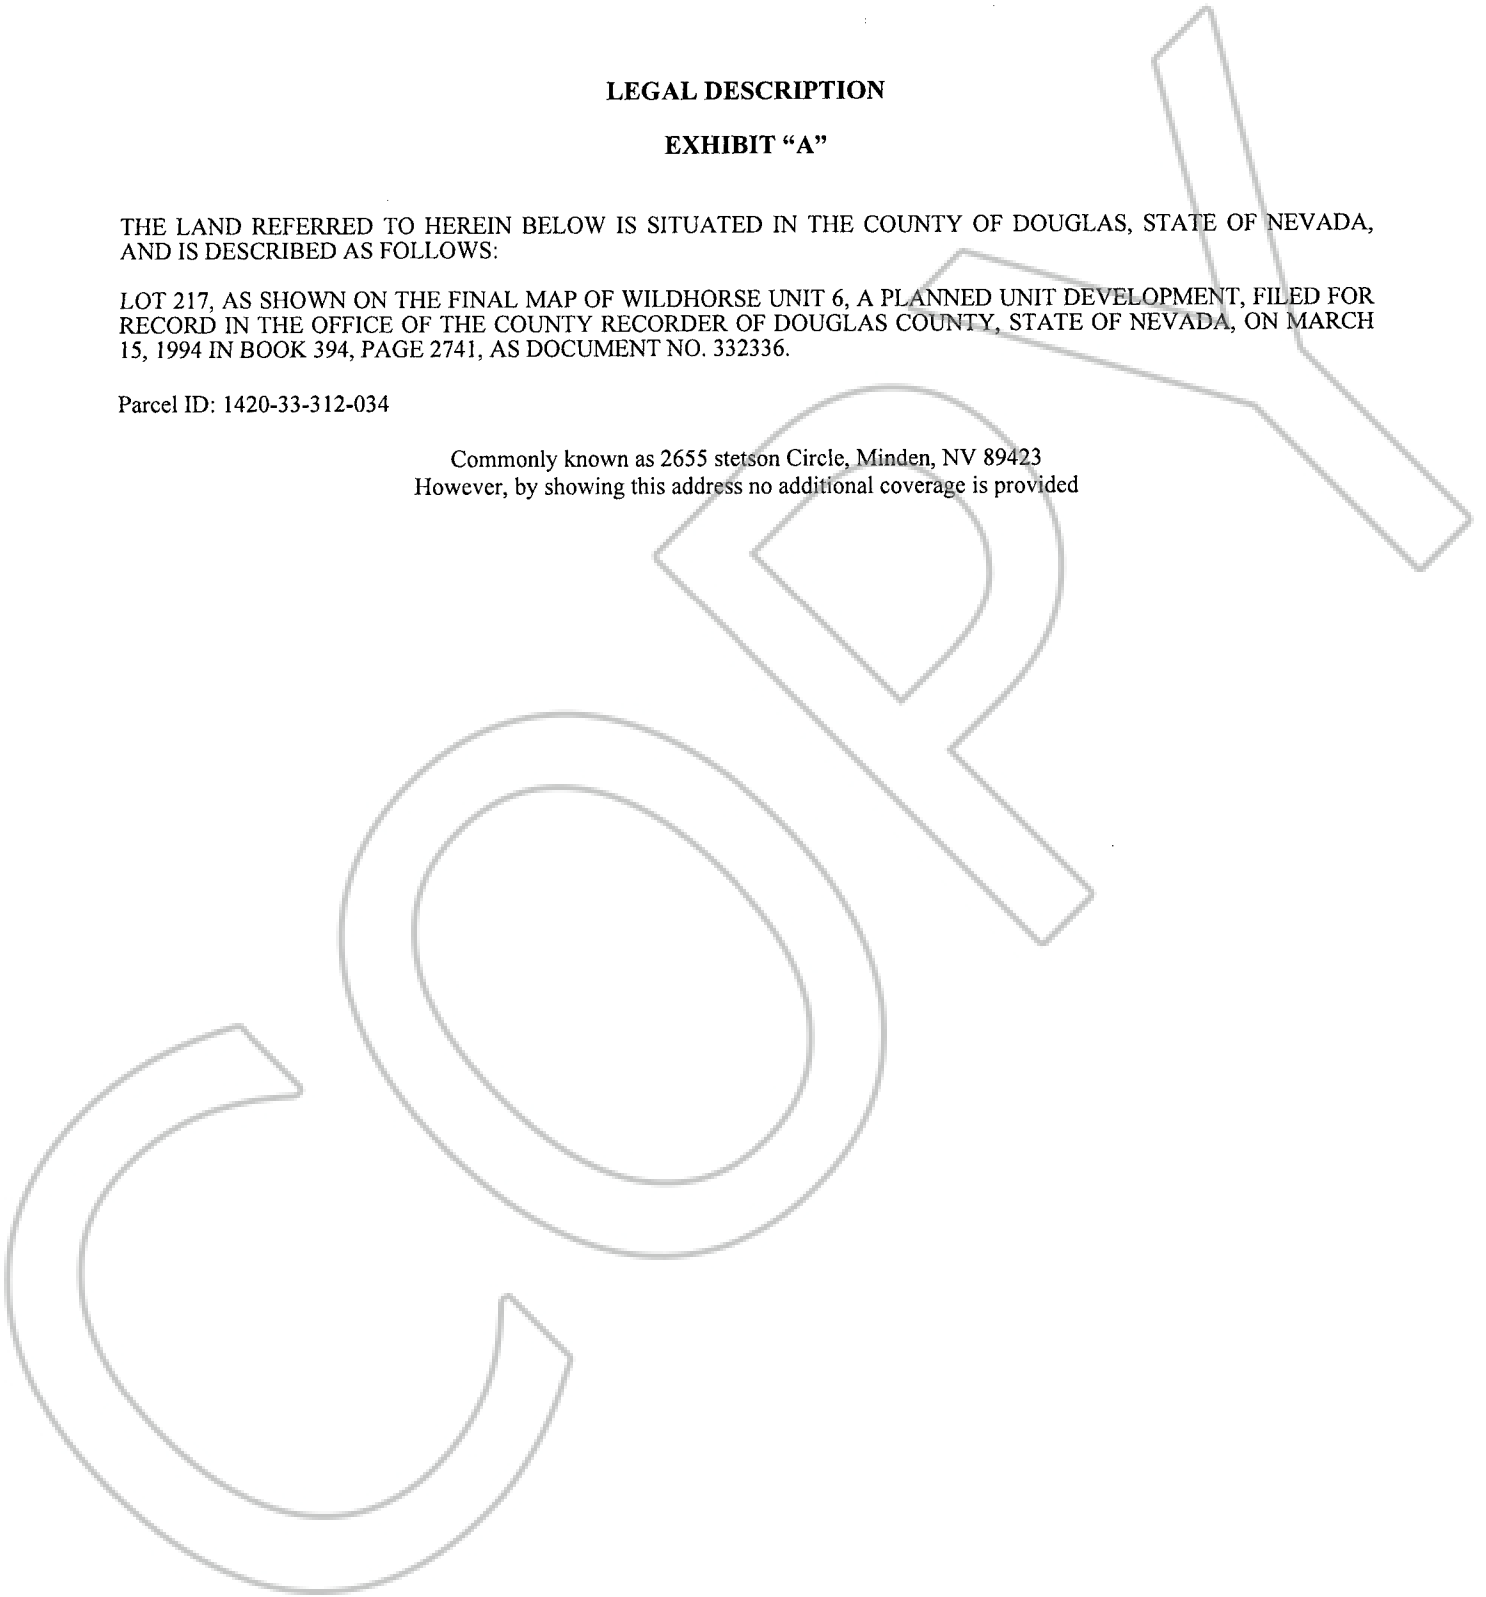 LEGAL DESCRIPTION
EXHIBIT “A”
THE LAND REFERRED TO HEREIN BELOW IS SITUATED IN THE COUNTY OF DOUGLAS, STATE OF NEVADA,
AND IS DESCRIBED AS FOLLOWS:
LOT 217, AS SHOWN ON THE FINAL MAP OF WILDHORSE UNIT 6, A PLANNED UNIT DEVELOPMENT, FILED FOR
RECORD IN THE OFFICE OF THE COUNTY RECORDER OF DOUGLAS COUNTY, STATE OF NEVADA, ON MARCH
15, 1994 IN BOOK 394, PAGE 2741, AS DOCUMENT NO. 332336.
Parcel ID: 1420-33-312-034
Commonly known as 2655 stetson Circle, Minden, NV 89423
However, by showing this address no additional coverage is provided
COPY